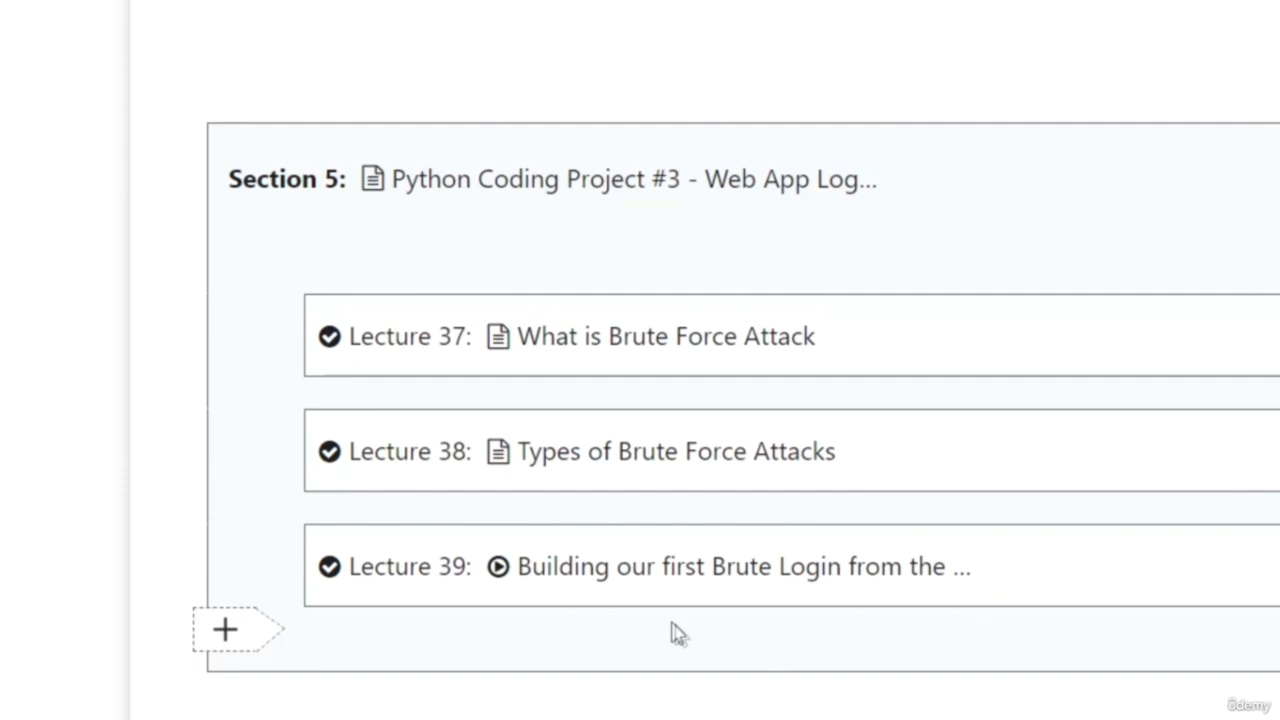 Section 5: Python Coding Project #3 - Web App Log...
Lecture 37: What is Brute Force Attack
Lecture 38: Types of Brute Force Attacks
Lecture 39: Building our first Brute Login from the ...
ûdemy